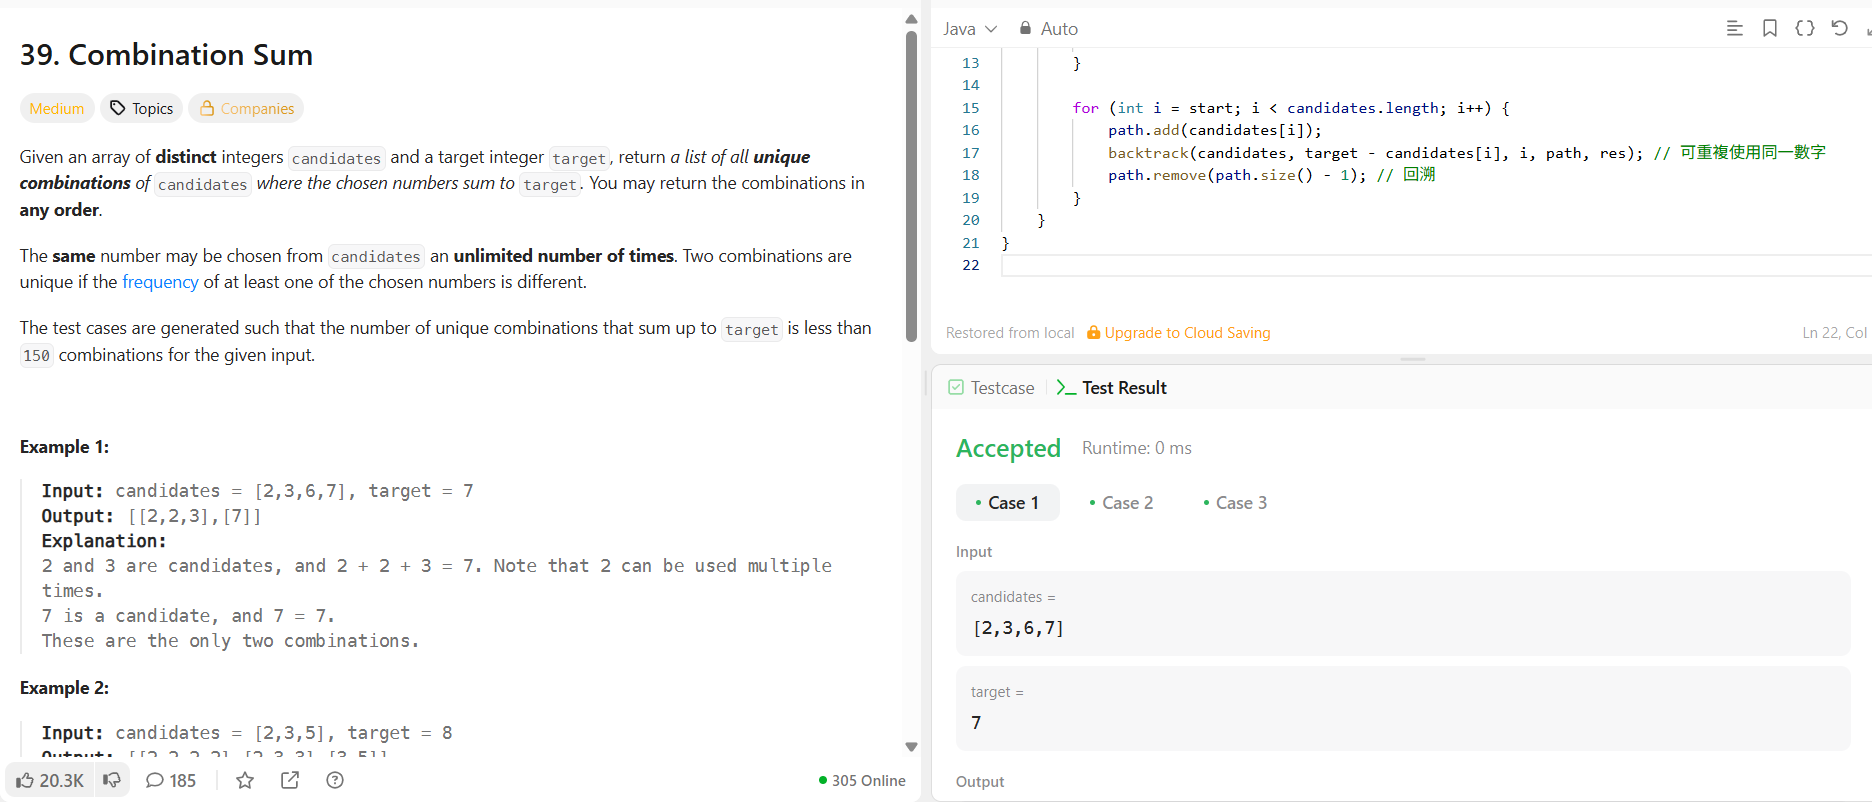 39. Combination Sum
Medium Topics Companies
Given an array of distinct integers candidates and a target integer target, return a list of all unique
combinations of candidates where the chosen numbers sum to target. You may return the combinations in
any order.
The same number may be chosen from candidates an unlimited number of times. Two combinations are
unique if the frequency of at least one of the chosen numbers is different.
The test cases are generated such that the number of unique combinations that sum up to target is less than
150 combinations for the given input.
Example 1:
Input: candidates = [2,3,6,7], target = 7
Output: [[2,2,3],[7]]
Explanation:
2 and 3 are candidates, and 2 + 2 + 3 = 7. Note that 2 can be used multiple
times.
7 is a candidate, and 7 = 7.
These are the only two combinations.
Example 2:
Input: candidates = [2,3,5], target = 8
Output: [[2,2,2,2],[2,3,3],[3,5]]
20.3K 185 305 Online
Java Auto
13 }
14
15 for (int i = start; i < candidates.length; i++) {
16 path.add(candidates[i]);
17 backtrack(candidates, target - candidates[i], i, path, res); // 可重複使用同一數字
18 path.remove(path.size() - 1); // 回溯
19 }
20 }
21 }
22
Restored from local Upgrade to Cloud Saving Ln 22, Col
Testcase Test Result
Accepted Runtime: 0 ms
Case 1 Case 2 Case 3
Input
candidates =
[2,3,6,7]
target =
7
Output